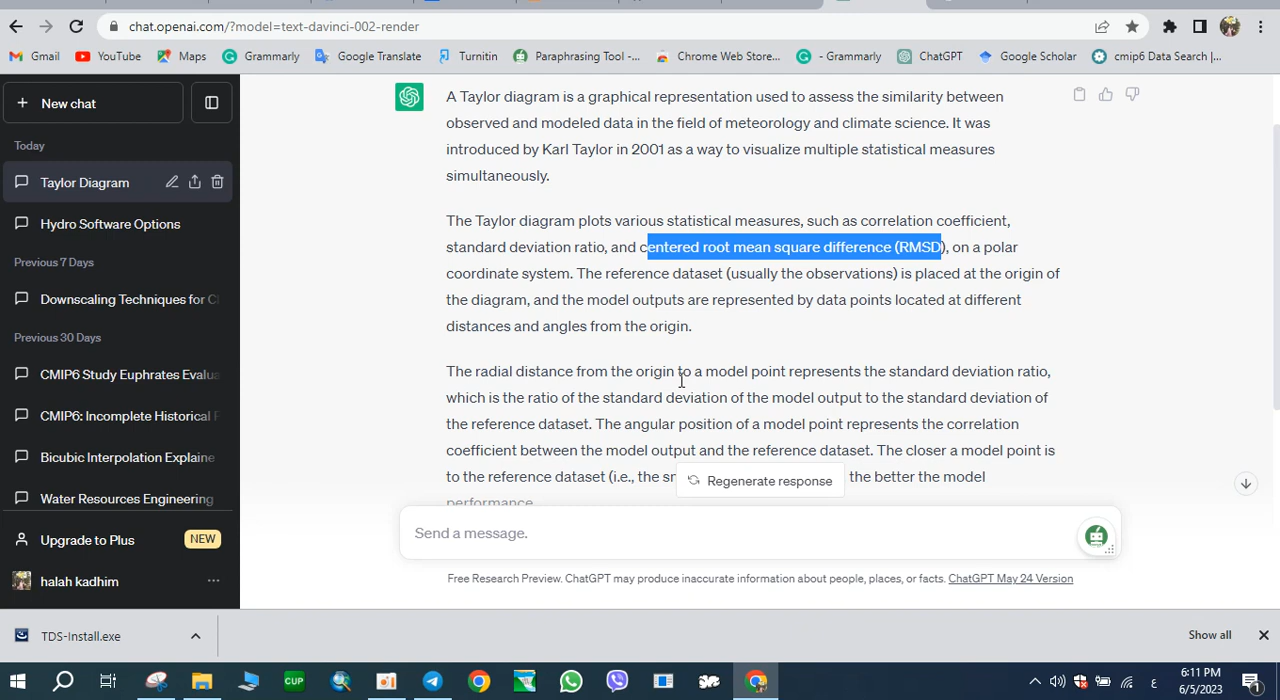 chat.openai.com/?model=text-davinci-002-render
Gmail YouTube Maps Grammarly Google Translate Turnitin Paraphrasing Tool -... Chrome Web Store... - Grammarly ChatGPT Google Scholar cmip6 Data Search |...
New chat
Today
Taylor Diagram
Hydro Software Options
Previous 7 Days
Downscaling Techniques for C
Previous 30 Days
CMIP6 Study Euphrates Evalua
CMIP6: Incomplete Historical
Bicubic Interpolation Explaine
Water Resources Engineering
Upgrade to Plus NEW
halah kadhim
A Taylor diagram is a graphical representation used to assess the similarity between
observed and modeled data in the field of meteorology and climate science. It was
introduced by Karl Taylor in 2001 as a way to visualize multiple statistical measures
simultaneously.
The Taylor diagram plots various statistical measures, such as correlation coefficient,
standard deviation ratio, and centered root mean square difference (RMSD), on a polar
coordinate system. The reference dataset (usually the observations) is placed at the origin of
the diagram, and the model outputs are represented by data points located at different
distances and angles from the origin.
The radial distance from the origin to a model point represents the standard deviation ratio,
which is the ratio of the standard deviation of the model output to the standard deviation of
the reference dataset. The angular position of a model point represents the correlation
coefficient between the model output and the reference dataset. The closer a model point is
to the reference dataset (i.e., the the better the model
performance.
Regenerate response
Send a message.
Free Research Preview. ChatGPT may produce inaccurate information about people, places, or facts. ChatGPT May 24 Version
TDS-Install.exe
Show all
CUP
ع
6:11 PM
6/5/2023
1